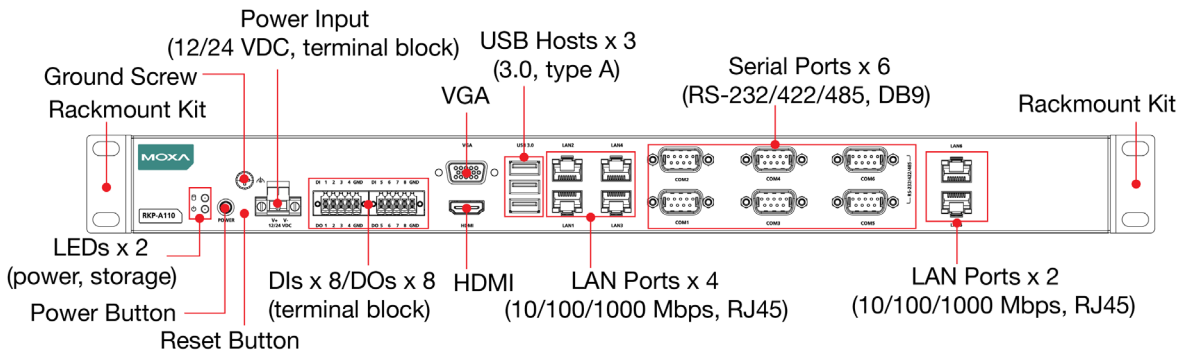 Power Input
(12/24 VDC, terminal block)
USB Hosts x 3
(3.0, type A)
Serial Ports x 6
(RS-232/422/485, DB9)
Ground Screw
VGA
Rackmount Kit
Rackmount Kit
MOXA
VGA
USB 3.0
LAN2
LAN4
LAN6
COM2
COM4
COM6
RS-232/422/485
DI 1 2 3 4 GND
DI 5 6 7 8 GND
RKP-A110
POWER
V+ V-
12/24 VDC
DO 1 2 3 4 GND
DO 5 6 7 8 GND
HDMI
LAN1
LAN3
COM1
COM3
COM5
LEDs x 2
(power, storage)
Power Button
Reset Button
DIs x 8/DOs x 8
(terminal block)
HDMI
LAN Ports x 4
(10/100/1000 Mbps, RJ45)
LAN Ports x 2
(10/100/1000 Mbps, RJ45)